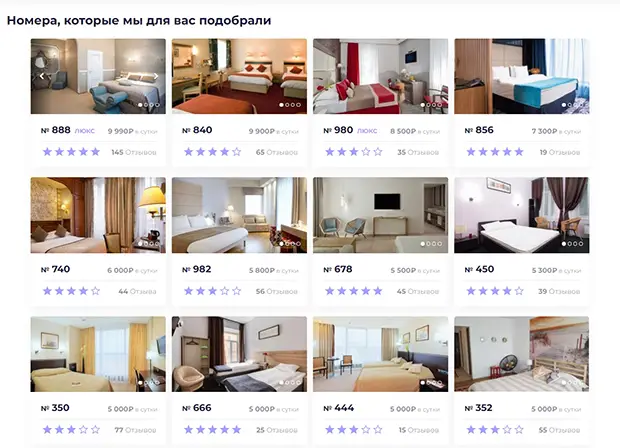 Номера, которые мы для вас подобрали
№ 888 ЛЮКС 9 990₽ в сутки
145 Отзывов
№ 840 9 900₽ в сутки
65 Отзывов
№ 980 ЛЮКС 8 500₽ в сутки
35 Отзывов
№ 856 7 300₽ в сутки
19 Отзывов
№ 740 6 000₽ в сутки
44 Отзыва
№ 982 5 800₽ в сутки
56 Отзывов
№ 678 5 500₽ в сутки
45 Отзывов
№ 450 5 300₽ в сутки
39 Отзывов
№ 350 5 000₽ в сутки
77 Отзывов
№ 666 5 000₽ в сутки
25 Отзывов
№ 444 5 000₽ в сутки
15 Отзывов
№ 352 5 000₽ в сутки
55 Отзывов